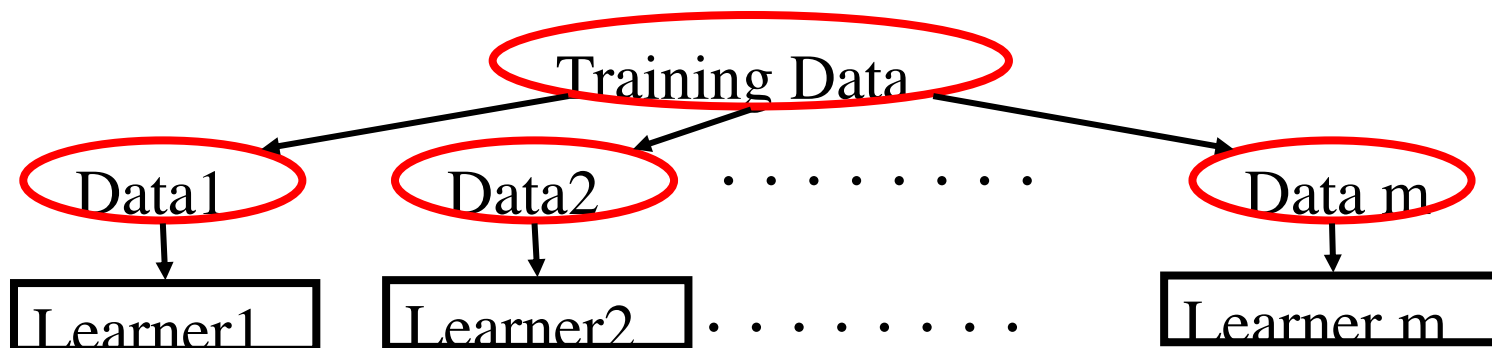 Training Data
Data1 Data2 . . . . . . . . Data m
Learner1 Learner2 . . . . . . . . Learner m